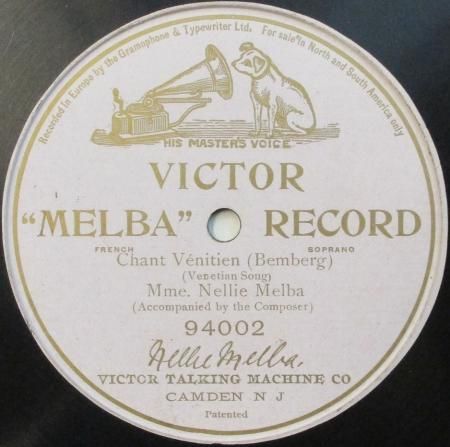 Recorded In Europe by the Gramophone & Typewriter Ltd. For sale In North and South America only
HIS MASTER'S VOICE
VICTOR
"MELBA" RECORD
FRENCH SOPRANO
Chant Vénitien (Bemberg)
(Venetian Song)
Mme. Nellie Melba
(Accompanied by the Composer)
94002
Nellie Melba.
VICTOR TALKING MACHINE CO
CAMDEN N J
Patented